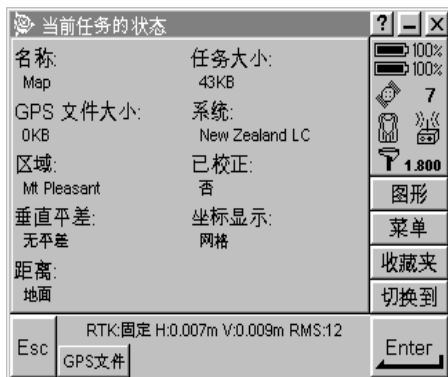 当前任务的状态
? – X
名称:
Map
任务大小:
43KB
GPS 文件大小:
0KB
系统:
New Zealand LC
区域:
Mt Pleasant
已校正:
否
垂直平差:
无平差
坐标显示:
网格
距离:
地面
100%
100%
7
1.800
图形
菜单
收藏夹
切换到
Esc
RTK:固定 H:0.007m V:0.009m RMS:12
GPS文件
Enter